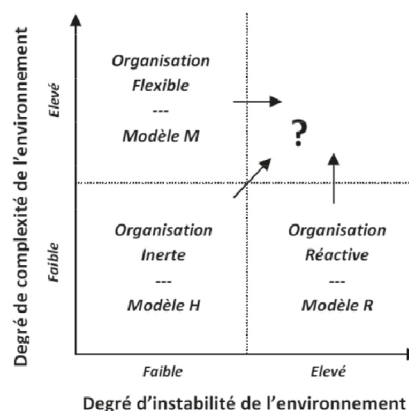 Degré de complexité de l'environnement
Elevé
Faible
Organisation
Flexible
---
Modèle M
?
Organisation
Inerte
---
Modèle H
Organisation
Réactive
---
Modèle R
Faible
Elevé
Degré d'instabilité de l'environnement